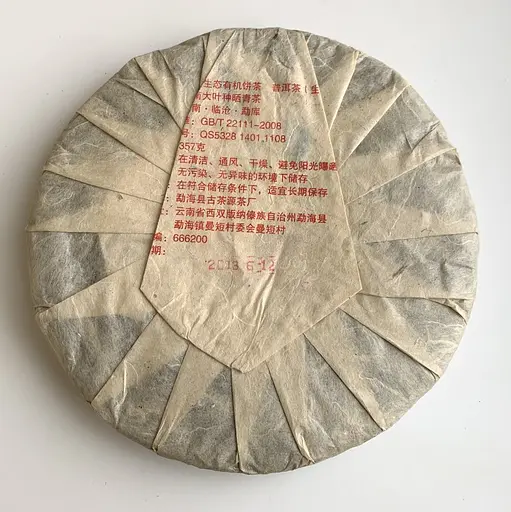 生态有机饼茶 普洱茶（生
大叶种晒青茶
南·临沧·勐库
：GB/T 22111-2008
号：QS5328 1401 1108
357克
在清洁、通风、干燥、避免阳光曝晒
无污染、无异味的环境下储存
：在符合储存条件下，适宜长期保存
：勐海县古茶源茶厂
：云南省西双版纳傣族自治州勐海县
勐海镇曼短村委会曼短村
编：666200
期：
2013 6.12